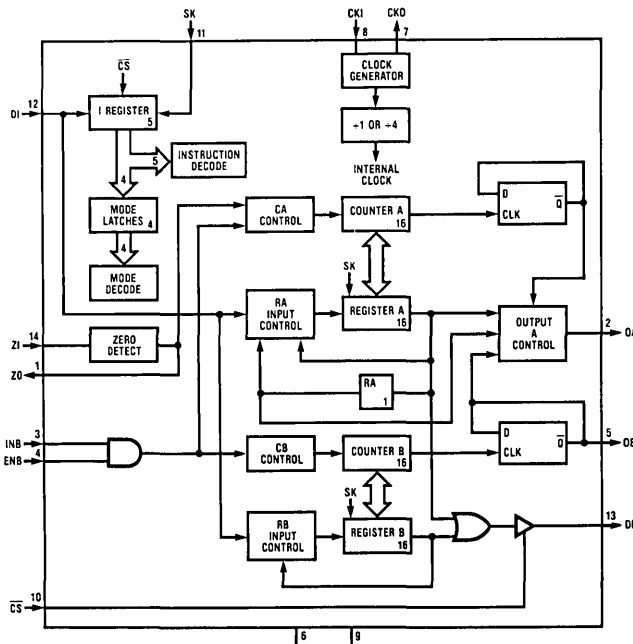 SK
11
CKI
8
CKO
7
CS
CLOCK
GENERATOR
12
DI
I REGISTER
5
÷1 OR ÷4
INSTRUCTION
DECODE
5
4
INTERNAL
CLOCK
MODE
LATCHES
4
CA
CONTROL
COUNTER A
16
D
Q
CLK
4
MODE
DECODE
SK
RA
INPUT
CONTROL
REGISTER A
16
OUTPUT
A
CONTROL
2
OA
14
ZI
ZERO
DETECT
1
ZO
RA
1
3
INB
4
ENB
CB
CONTROL
COUNTER B
16
D
Q
CLK
5
OB
SK
RB
INPUT
CONTROL
REGISTER B
16
13
10
CS
6
9